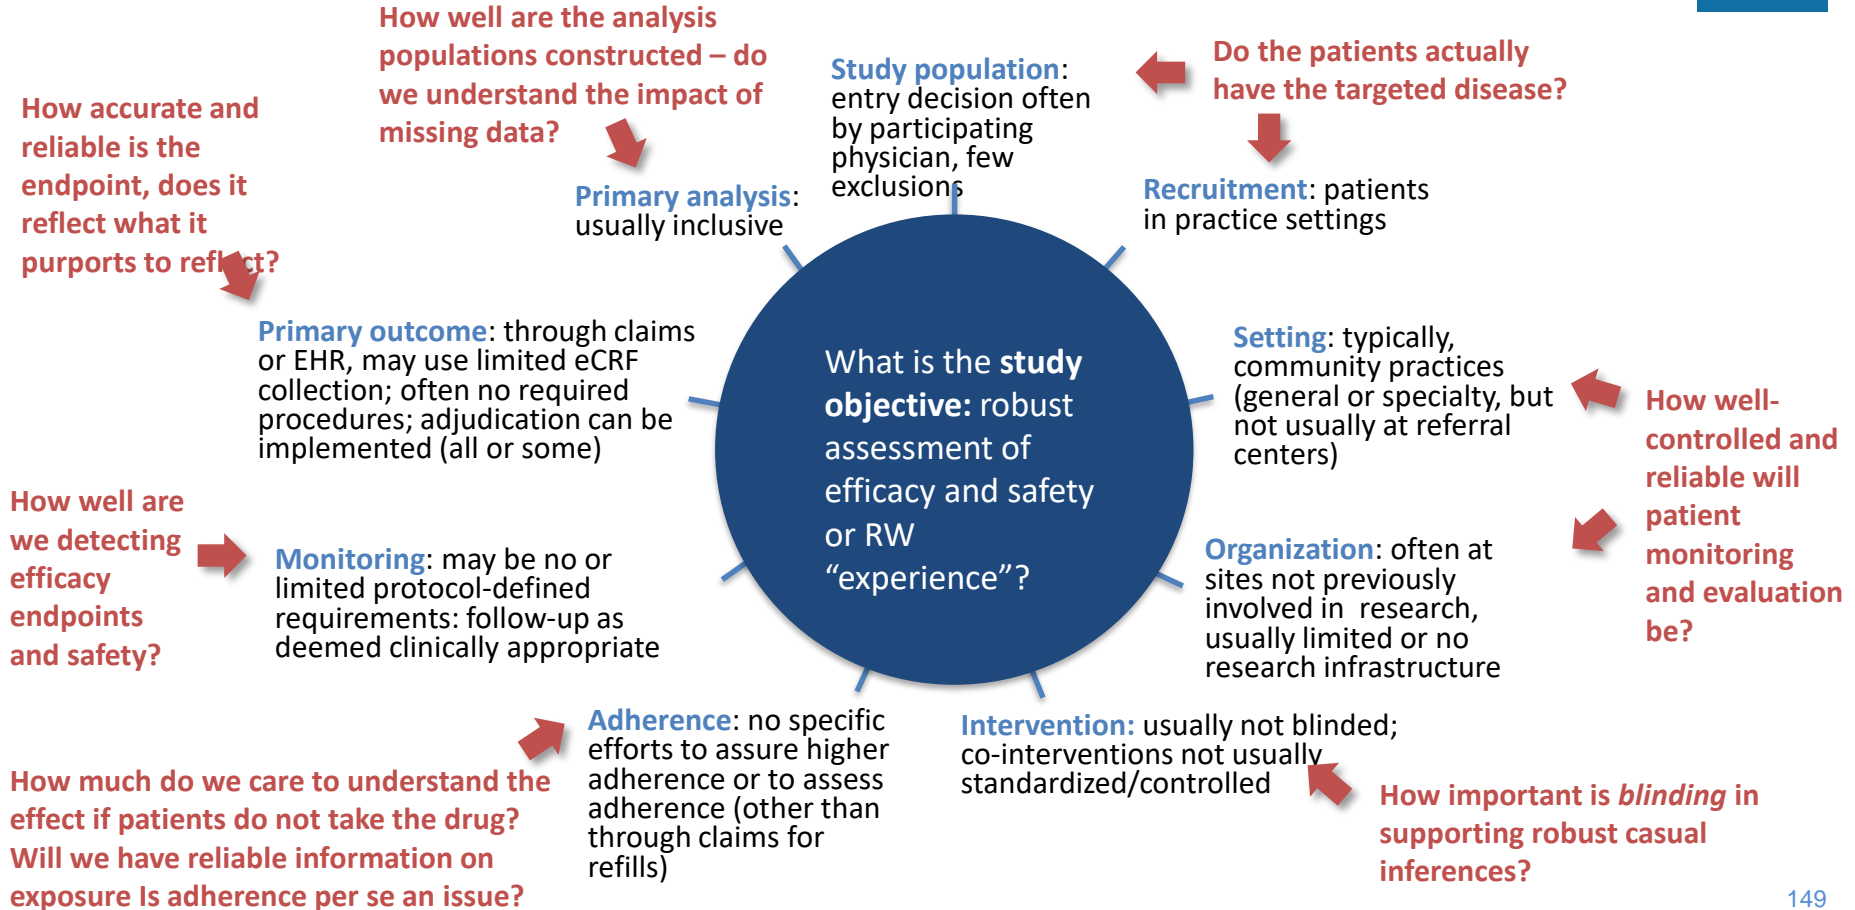 How well are the analysis
populations constructed – do
we understand the impact of
missing data?
Study population:
entry decision often
by participating
physician, few
exclusions
Do the patients actually
have the targeted disease?
How accurate and
reliable is the
endpoint, does it
reflect what it
purports to reflect?
Primary analysis:
usually inclusive
Recruitment: patients
in practice settings
Primary outcome: through claims
or EHR, may use limited eCRF
collection; often no required
procedures; adjudication can be
implemented (all or some)
What is the study
objective: robust
assessment of
efficacy and safety
or RW
“experience”?
Setting: typically,
community practices
(general or specialty, but
not usually at referral
centers)
How well-
controlled and
reliable will
patient
monitoring
and evaluation
be?
How well are
we detecting
efficacy
endpoints
and safety?
Monitoring: may be no or
limited protocol-defined
requirements: follow-up as
deemed clinically appropriate
Organization: often at
sites not previously
involved in research,
usually limited or no
research infrastructure
Adherence: no specific
efforts to assure higher
adherence or to assess
adherence (other than
through claims for
refills)
Intervention: usually not blinded;
co-interventions not usually
standardized/controlled
How much do we care to understand the
effect if patients do not take the drug?
Will we have reliable information on
exposure Is adherence per se an issue?
How important is blinding in
supporting robust casual
inferences?
149